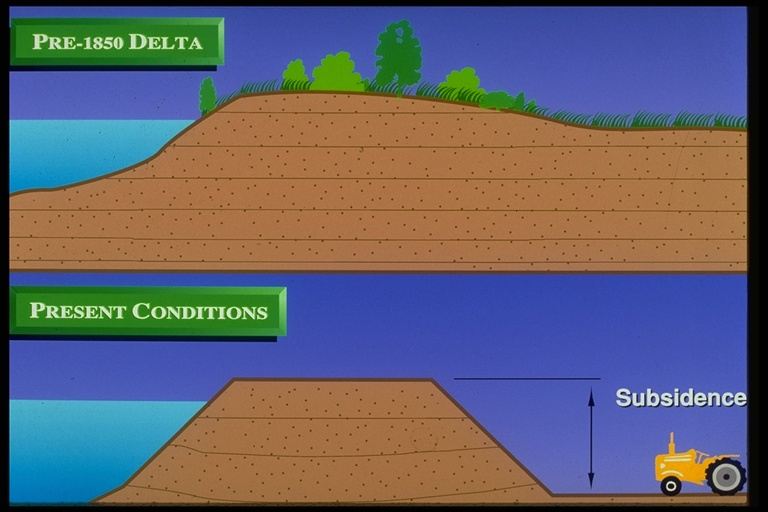 PRE-1850 DELTA
PRESENT CONDITIONS
Subsidence